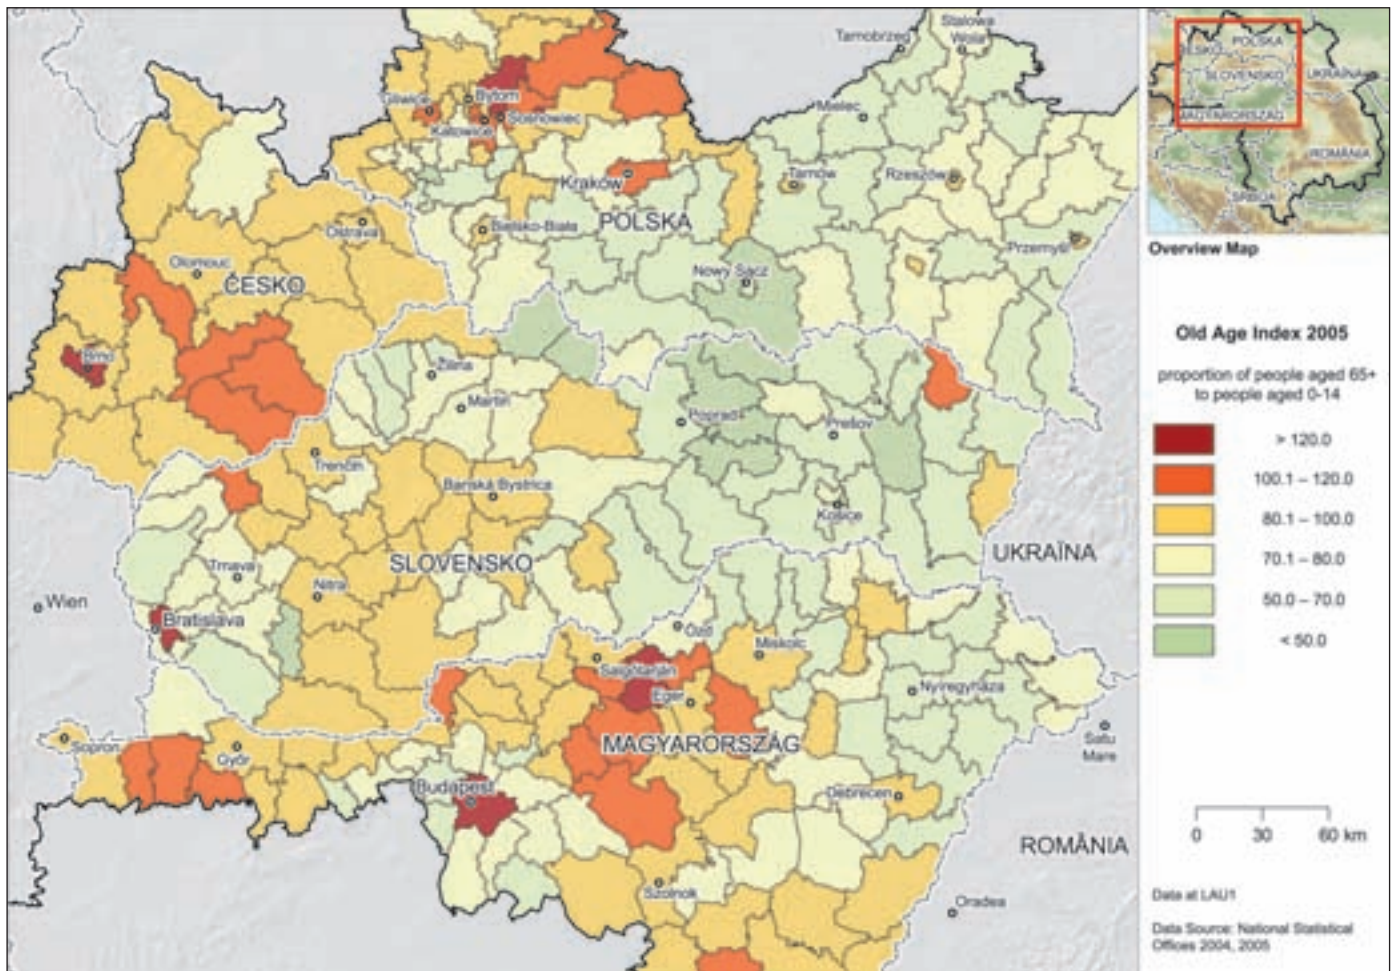 Tarnobrzeg
Stalowa
Wola
Gliwice
Bytom
Sosnowiec
Katowice
Mielec
Kraków
Tarnów
Rzeszów
POLSKA
Bielsko-Biała
Ostrava
Przemyśl
Olomouc
ČESKO
Nowy Sącz
Brno
Žilina
Martin
Poprad
Prešov
Trenčín
Banská Bystrica
Košice
SLOVENSKO
UKRAÏNA
Trnava
Nitra
Wien
Bratislava
Ózd
Miskolc
Salgótarján
Eger
Nyíregyháza
Sopron
Győr
MAGYARORSZÁG
Satu
Mare
Budapest
Debrecen
ROMÂNIA
Szolnok
Oradea
ČESKO
POLSKA
SLOVENSKO
UKRAÏNA
MAGYARORSZÁG
ROMÂNIA
SRBIJA
Overview Map
Old Age Index 2005
proportion of people aged 65+
to people aged 0-14
> 120.0
100.1 – 120.0
80.1 – 100.0
70.1 – 80.0
50.0 – 70.0
< 50.0
0 30 60 km
Data at LAU1
Data Source: National Statistical
Offices 2004, 2005